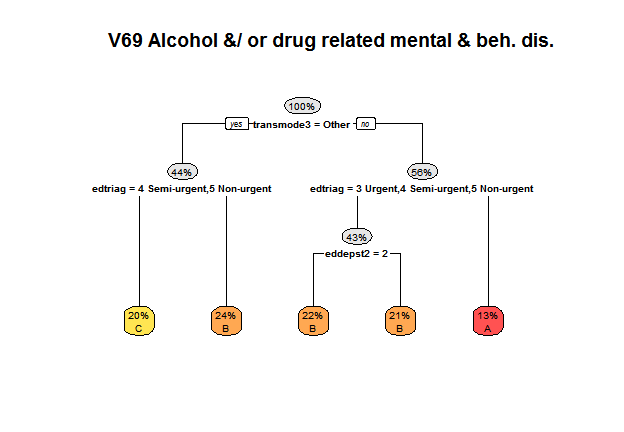 V69 Alcohol &/ or drug related mental & beh. dis.
100%
yes transmode3 = Other no
44% 56%
edtriag = 4 Semi-urgent,5 Non-urgent edtriag = 3 Urgent,4 Semi-urgent,5 Non-urgent
43%
eddepst2 = 2
20% 24% 22% 21% 13%
C B B B A